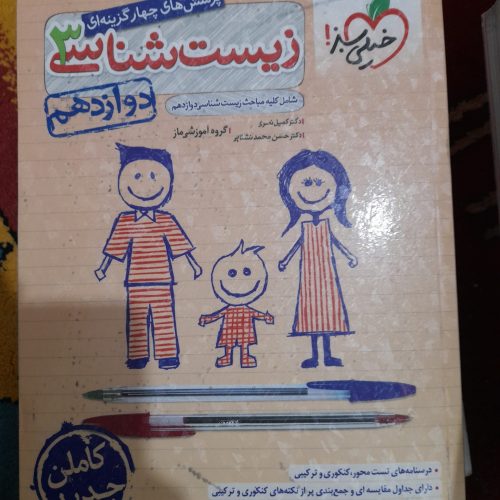 پرسش‌های چهارگزینه‌ای
خیلی سبز!
زیست‌شناسی ۳
دوازدهم
شامل کلیه مباحث زیست شناسی دوازدهم
دکتر کمیل نصری
دکتر حسن محمدنشتایی
گروه آموزشی ماز
کاملن
جدید
درسنامه‌های تست محور، کنکوری و ترکیبی
دارای جداول مقایسه‌ای و جمع‌بندی پر از نکته‌های کنکوری و ترکیبی